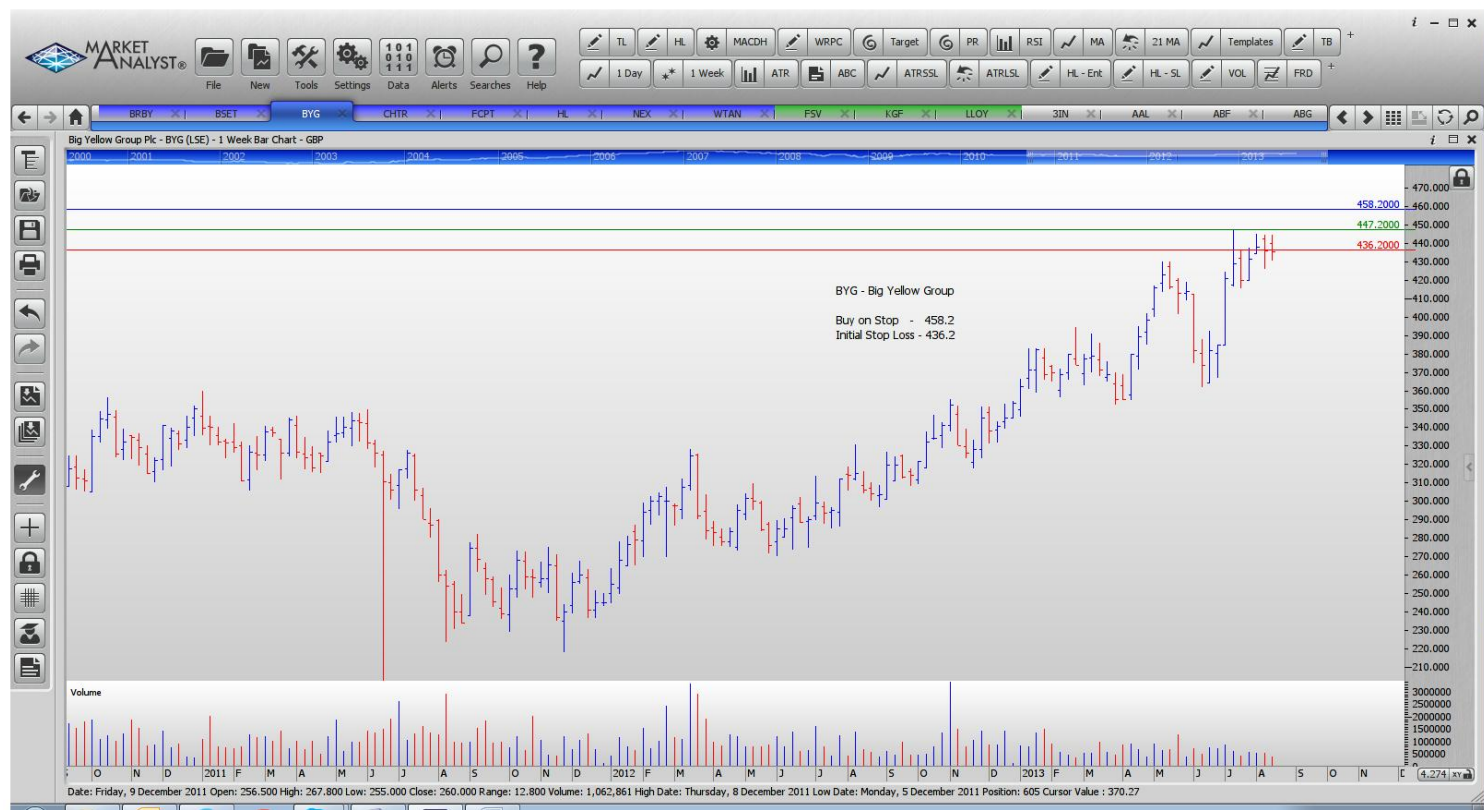 i
MARKET ANALYST®
File New Tools Settings Data Alerts Searches Help
TL HL MACDH WRPC Target PR RSI MA 21 MA Templates TB +
1 Day 1 Week ATR ABC ATRSSL ATRLSL HL - Ent HL - SL VOL FRD +
BRBY BSET BYG CHTR FCPT HL NEX WTAN FSV KGF LLOY 3IN AAL ABF ABG
Big Yellow Group Plc - BYG (LSE) - 1 Week Bar Chart - GBP
2000 2001 2002 2003 2004 2005 2006 2007 2008 2009 2010 2011 2012 2013
470.000
458.2000 460.000
447.2000 450.000
436.2000 440.000
430.000
420.000
BYG - Big Yellow Group
410.000
400.000
Buy on Stop - 458.2
Initial Stop Loss - 436.2
390.000
380.000
370.000
360.000
350.000
340.000
330.000
320.000
310.000
300.000
290.000
280.000
270.000
260.000
250.000
240.000
230.000
220.000
210.000
Volume
3000000
2500000
2000000
1500000
1000000
500000
0
O N D 2011 F M A M J J A S O N D 2012 F M A M J J A S O N D 2013 F M A M J J A S O N D 4.274 XY
Date: Friday, 9 December 2011 Open: 256.500 High: 267.800 Low: 255.000 Close: 260.000 Range: 12.800 Volume: 1,062,861 High Date: Thursday, 8 December 2011 Low Date: Monday, 5 December 2011 Position: 605 Cursor Value : 370.27